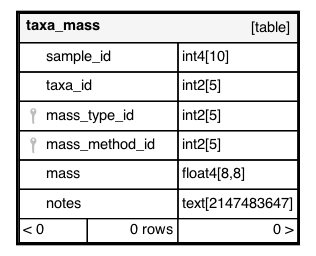 taxa_mass [table]
sample_id int4[10]
taxa_id int2[5]
mass_type_id int2[5]
mass_method_id int2[5]
mass float4[8,8]
notes text[2147483647]
< 0 0 rows 0 >